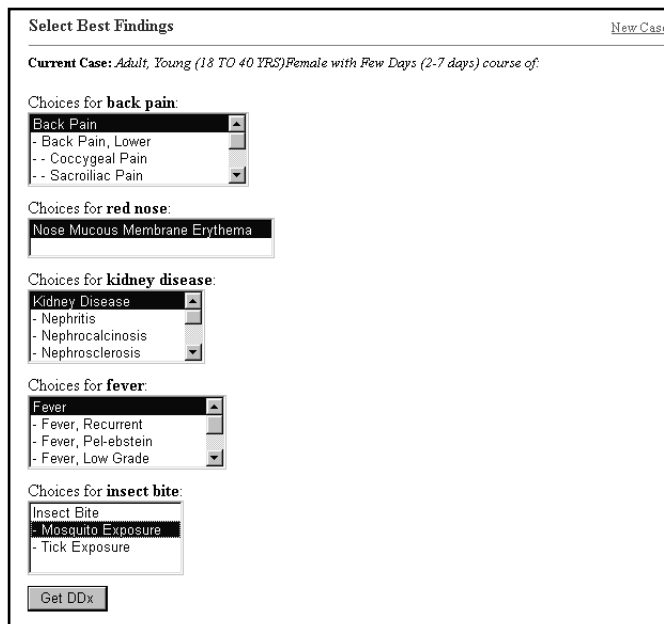 Select Best Findings
New Case
Current Case: Adult, Young (18 TO 40 YRS)Female with Few Days (2-7 days) course of:
Choices for back pain:
Back Pain
- Back Pain, Lower
- - Coccygeal Pain
- - Sacroiliac Pain
Choices for red nose:
Nose Mucous Membrane Erythema
Choices for kidney disease:
Kidney Disease
- Nephritis
- Nephrocalcinosis
- Nephrosclerosis
Choices for fever:
Fever
- Fever, Recurrent
- Fever, Pel-ebstein
- Fever, Low Grade
Choices for insect bite:
Insect Bite
- Mosquito Exposure
- Tick Exposure
Get DDx